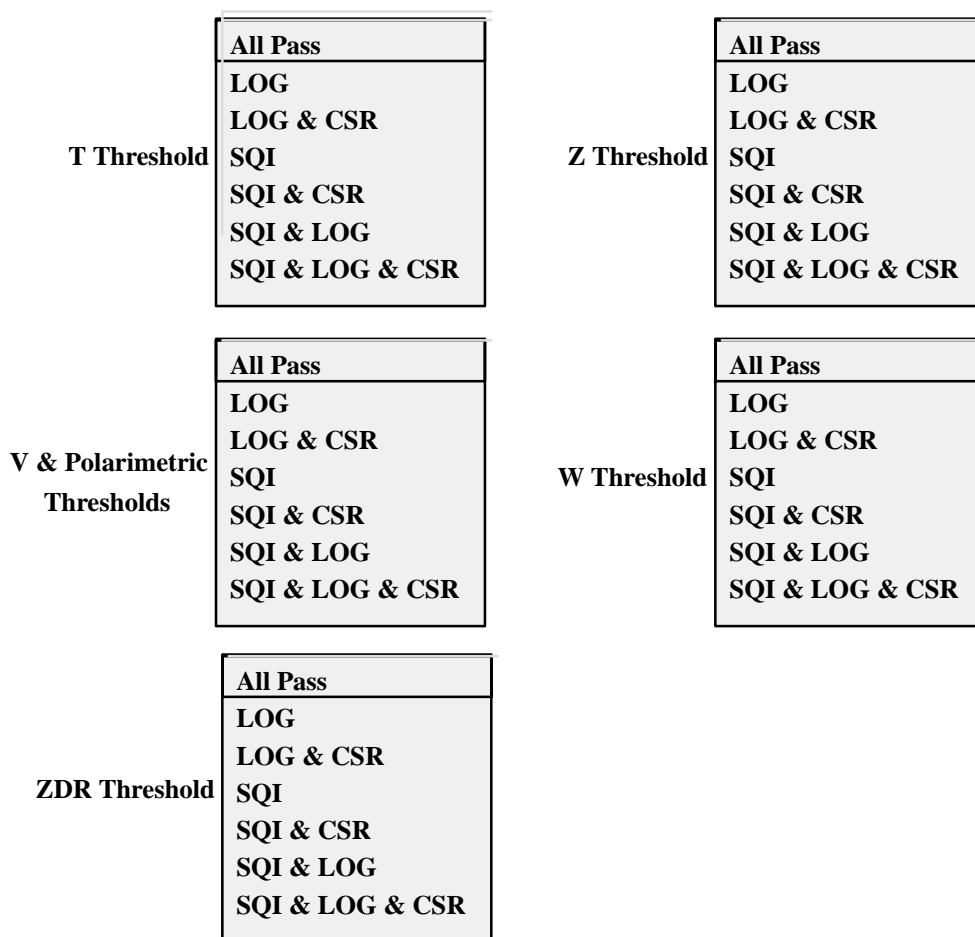 T Threshold
All Pass
LOG
LOG & CSR
SQI
SQI & CSR
SQI & LOG
SQI & LOG & CSR
Z Threshold
All Pass
LOG
LOG & CSR
SQI
SQI & CSR
SQI & LOG
SQI & LOG & CSR
V & Polarimetric
Thresholds
All Pass
LOG
LOG & CSR
SQI
SQI & CSR
SQI & LOG
SQI & LOG & CSR
W Threshold
All Pass
LOG
LOG & CSR
SQI
SQI & CSR
SQI & LOG
SQI & LOG & CSR
ZDR Threshold
All Pass
LOG
LOG & CSR
SQI
SQI & CSR
SQI & LOG
SQI & LOG & CSR